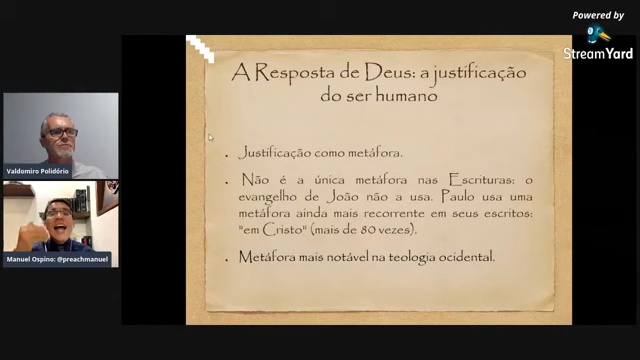 Powered by
StreamYard
A Resposta de Deus: a justificação
do ser humano
Justificação como metáfora.
Não é a única metáfora nas Escrituras: o
evangelho de João não a usa. Paulo usa uma
metáfora ainda mais recorrente em seus escritos:
"em Cristo" (mais de 80 vezes).
Metáfora mais notável na teologia ocidental.
Valdomiro Polidório
Manuel Ospino: @preachmanuel